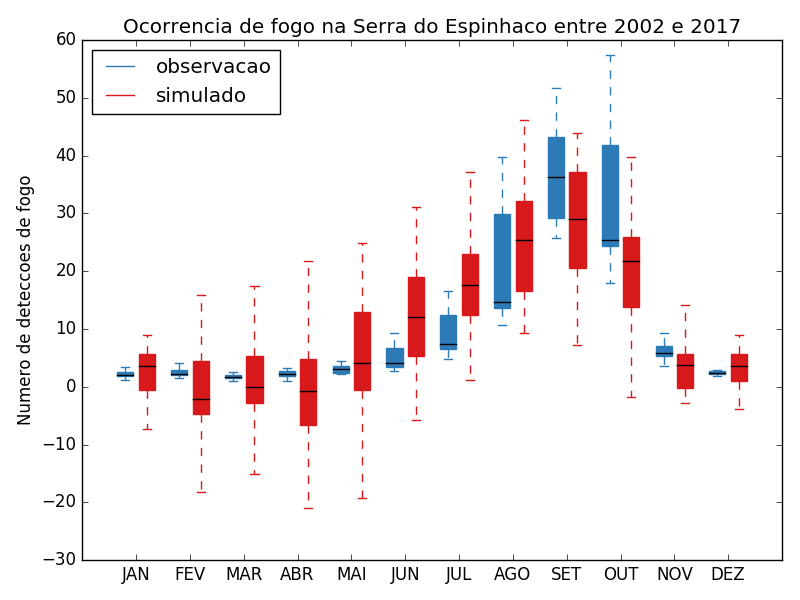 Ocorrencia de fogo na Serra do Espinhaco entre 2002 e 2017
observacao
simulado
Numero de deteccoes de fogo
60
50
40
30
20
10
0
−10
−20
−30
JAN FEV MAR ABR MAI JUN JUL AGO SET OUT NOV DEZ